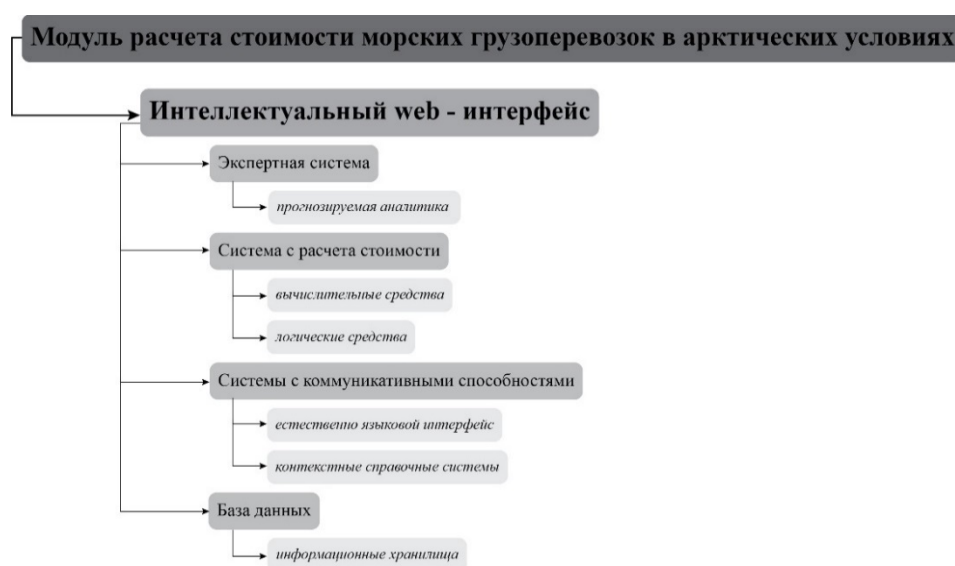 Модуль расчета стоимости морских грузоперевозок в арктических условиях
Интеллектуальный web - интерфейс
Экспертная система
прогнозируемая аналитика
Система с расчета стоимости
вычислительные средства
логические средства
Системы с коммуникативными способностями
естественно языковой интерфейс
контекстные справочные системы
База данных
информационные хранилища